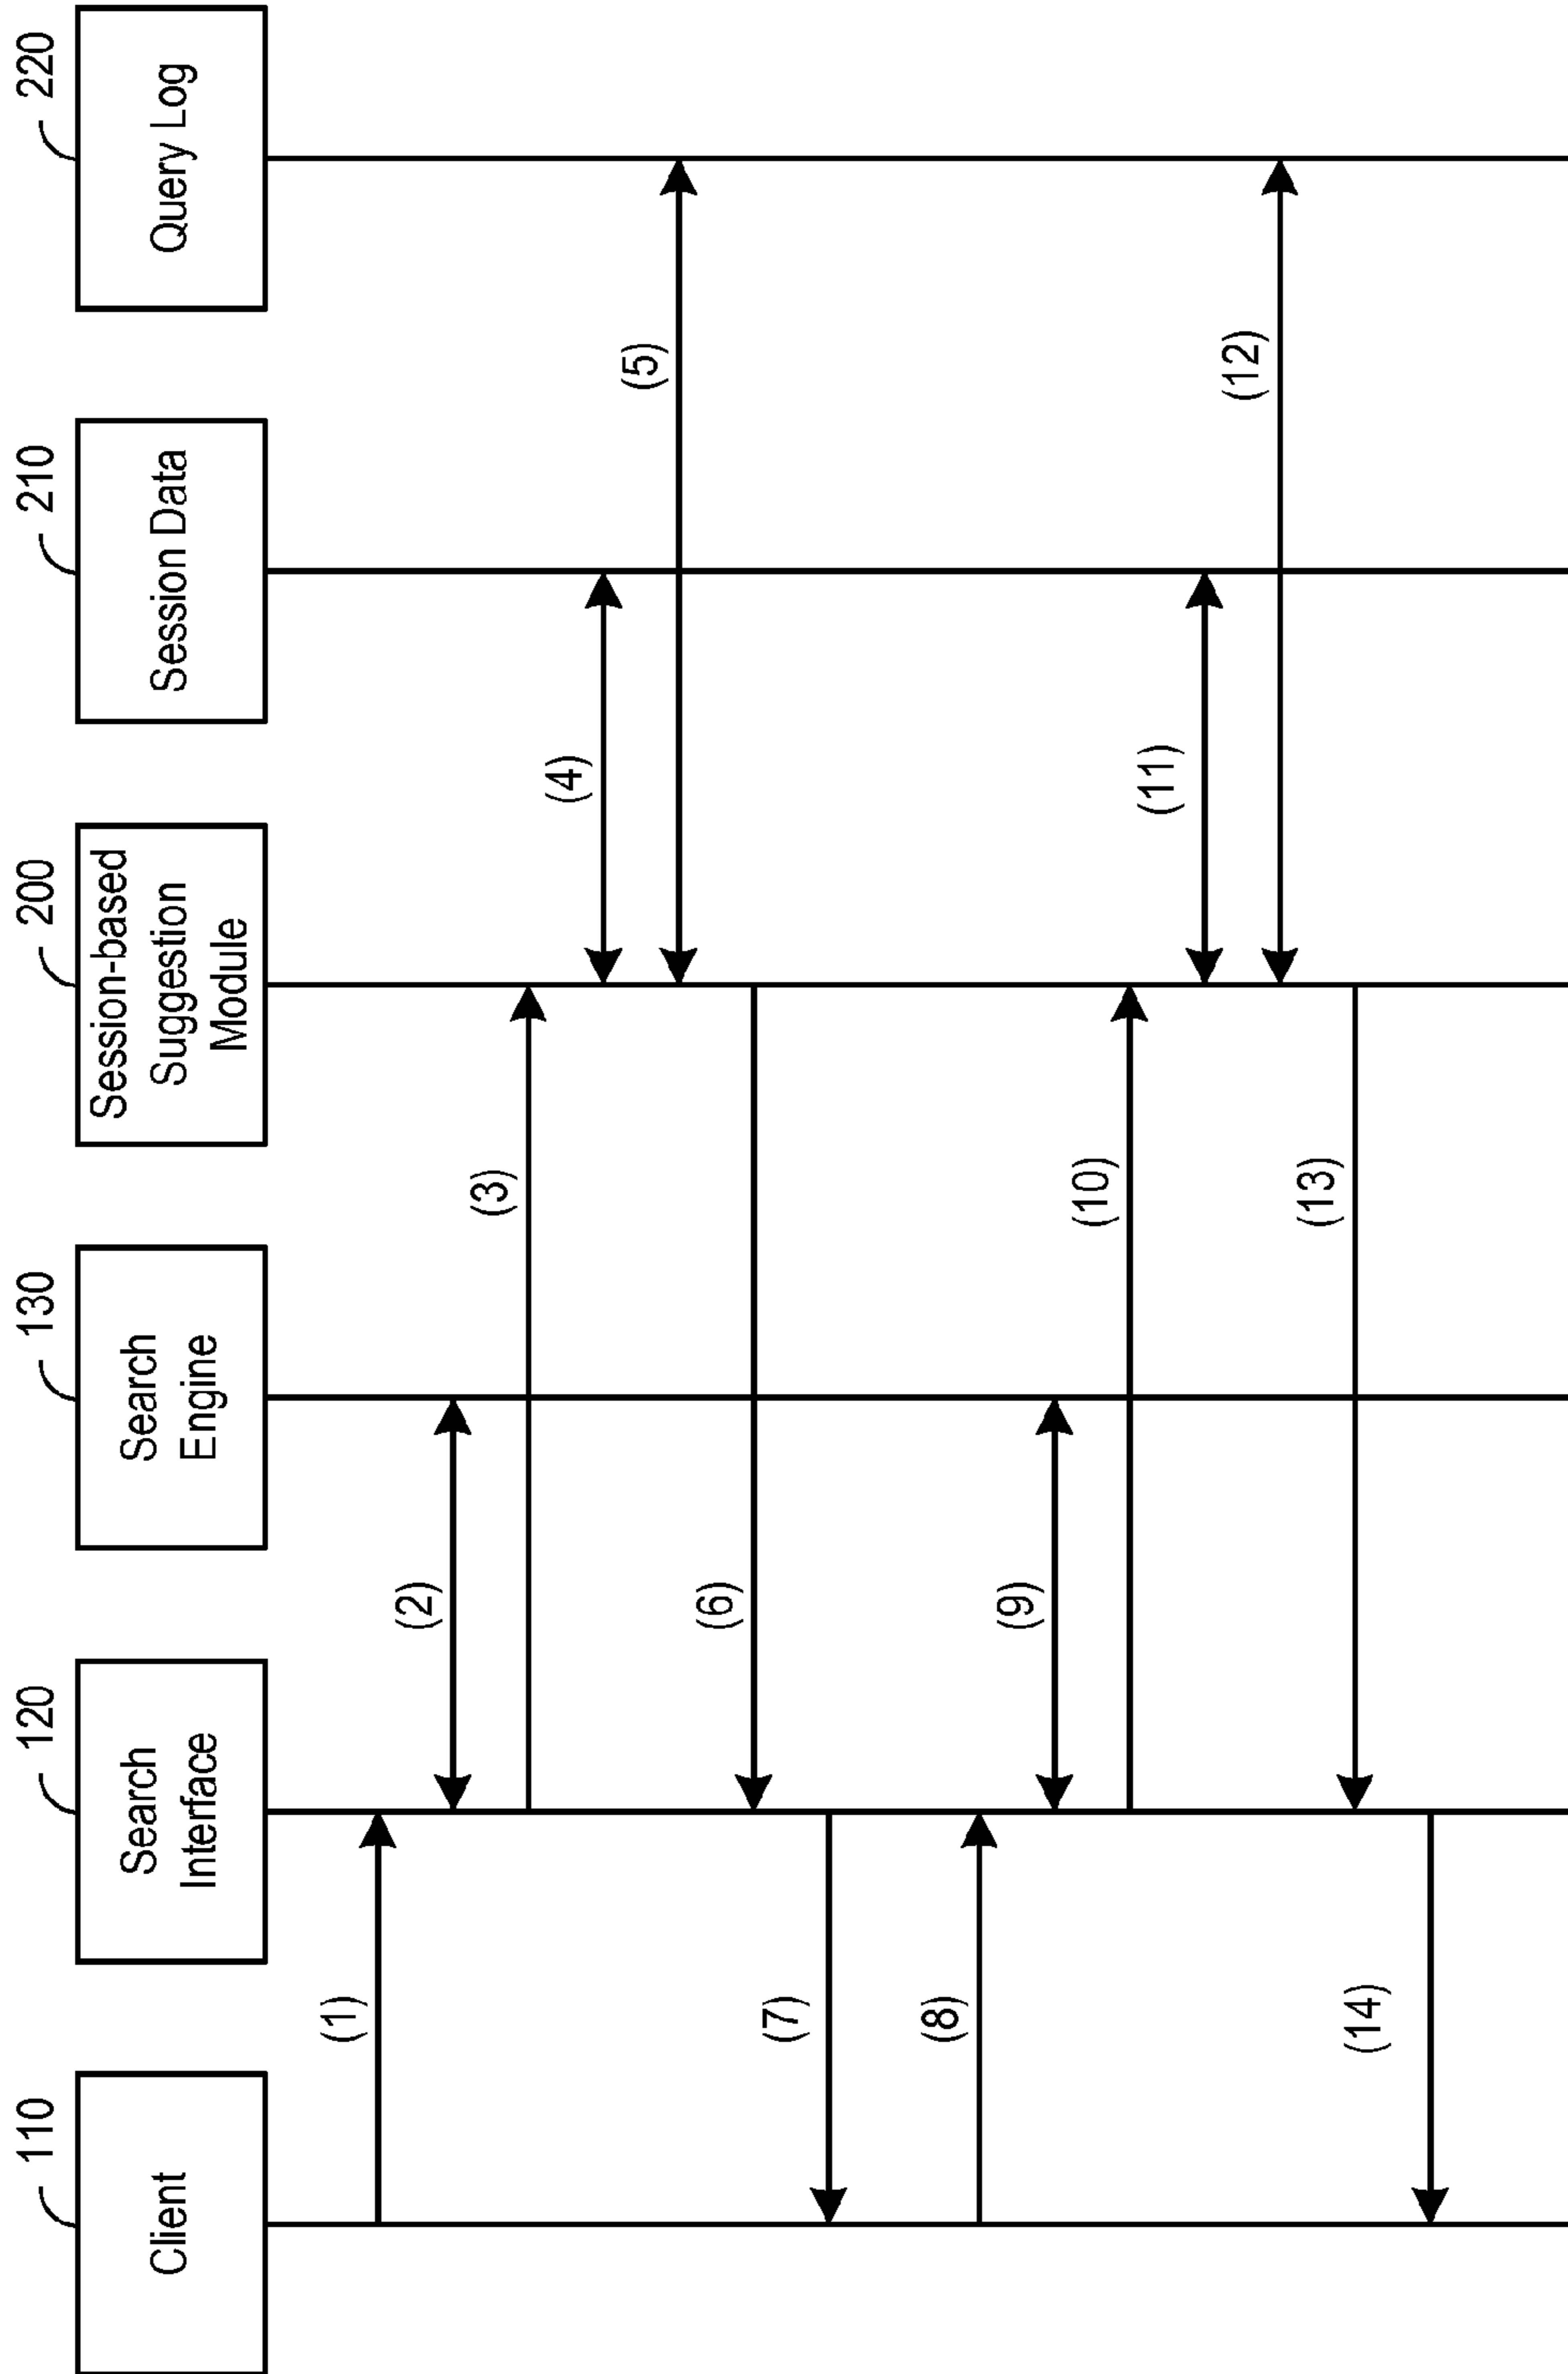 110
120
130
200
210
220
Client
Search
Interface
Search
Engine
Session-based
Suggestion
Module
Session Data
Query Log
(1)
(2)
(3)
(4)
(5)
(6)
(7)
(8)
(9)
(10)
(11)
(12)
(13)
(14)